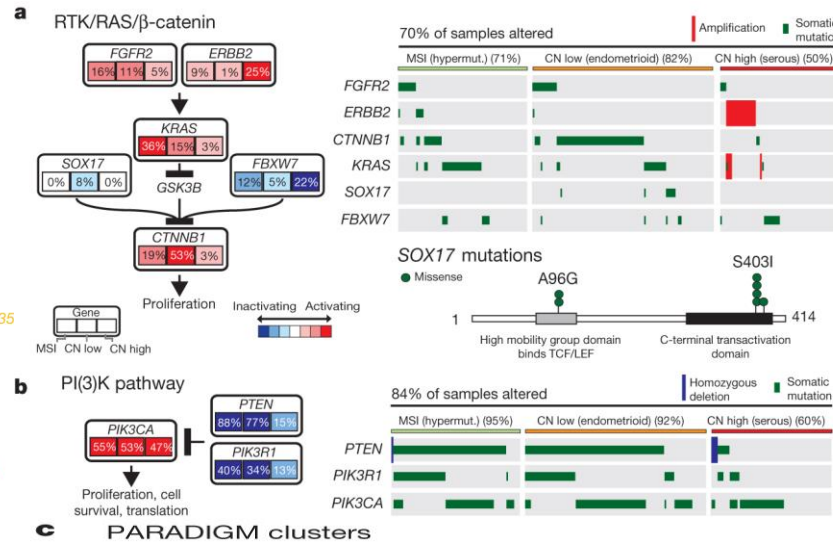 a
RTK/RAS/β-catenin
FGFR2
16% 11% 5%
ERBB2
9% 1% 25%
KRAS
36% 15% 3%
SOX17
0% 8% 0%
GSK3B
FBXW7
12% 5% 22%
CTNNB1
19% 53% 3%
Proliferation
35
Gene
MSI CN low CN high
Inactivating Activating
70% of samples altered
Amplification
Somatic
mutatio
MSI (hypermut.) (71%) CN low (endometrioid) (82%) CN high (serous) (50%)
FGFR2
ERBB2
CTNNB1
KRAS
SOX17
FBXW7
SOX17 mutations
Missense
A96G
S403I
1
414
High mobility group domain
binds TCF/LEF
C-terminal transactivation
domain
b
PI(3)K pathway
PIK3CA
55% 53% 47%
PTEN
88% 77% 15%
PIK3R1
40% 34% 13%
Proliferation, cell
survival, translation
84% of samples altered
Homozygous
deletion
Somatic
mutatio
MSI (hypermut.) (95%) CN low (endometrioid) (92%) CN high (serous) (60%)
PTEN
PIK3R1
PIK3CA
c PARADIGM clusters